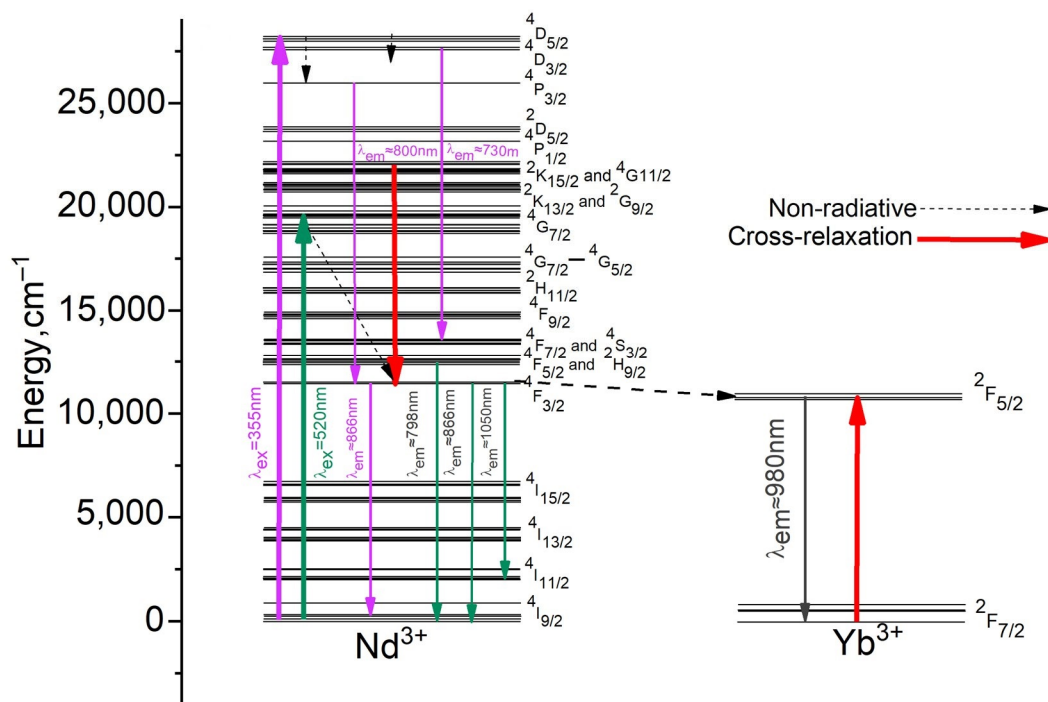 Energy,cm⁻¹
25,000
20,000
15,000
10,000
5,000
0
⁴D₅/₂
⁴D₃/₂
⁴P₃/₂
²D₅/₂
⁴P₁/₂
²K₁₅/₂ and ⁴G11/₂
²K₁₃/₂ and ²G₉/₂
⁴G₇/₂
⁴G₇/₂—⁴G₅/₂
²H₁₁/₂
⁴F₉/₂
⁴F₇/₂ and ⁴S₃/₂
⁴F₅/₂ and ²H₉/₂
⁴F₃/₂
⁴I₁₅/₂
⁴I₁₃/₂
⁴I₁₁/₂
⁴I₉/₂
λem≈800nm
λem≈730m
λex=355nm
λex=520nm
λem≈866nm
λem≈798nm
λem≈866nm
λem≈1050nm
Nd³⁺
Non-radiative
Cross-relaxation
²F₅/₂
λem≈980nm
²F₇/₂
Yb³⁺